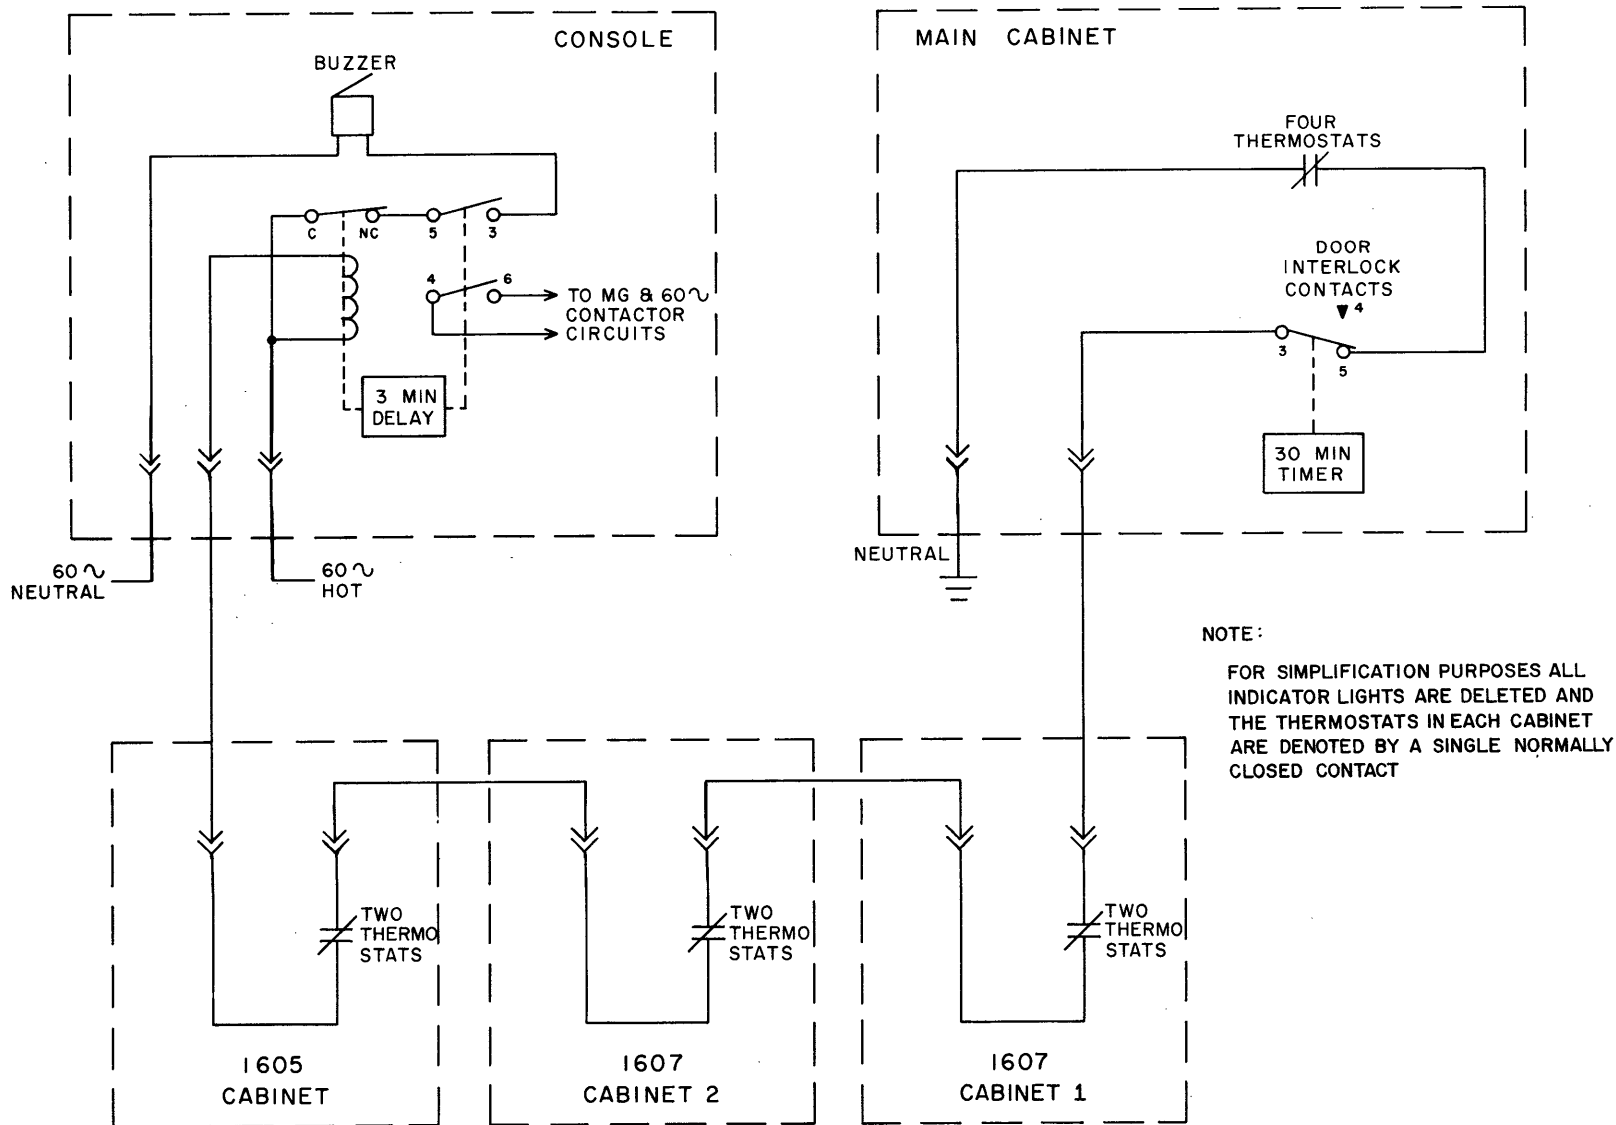 CONSOLE
BUZZER
C
NC
5
3
4
6
TO MG & 60∿
CONTACTOR
CIRCUITS
3 MIN
DELAY
60∿
NEUTRAL
60∿
HOT
MAIN CABINET
FOUR
THERMOSTATS
DOOR
INTERLOCK
CONTACTS
4
3
5
30 MIN
TIMER
NEUTRAL
NOTE:
FOR SIMPLIFICATION PURPOSES ALL
INDICATOR LIGHTS ARE DELETED AND
THE THERMOSTATS IN EACH CABINET
ARE DENOTED BY A SINGLE NORMALLY
CLOSED CONTACT
TWO
THERMO
STATS
1605
CABINET
TWO
THERMO
STATS
1607
CABINET 2
TWO
THERMO
STATS
1607
CABINET 1